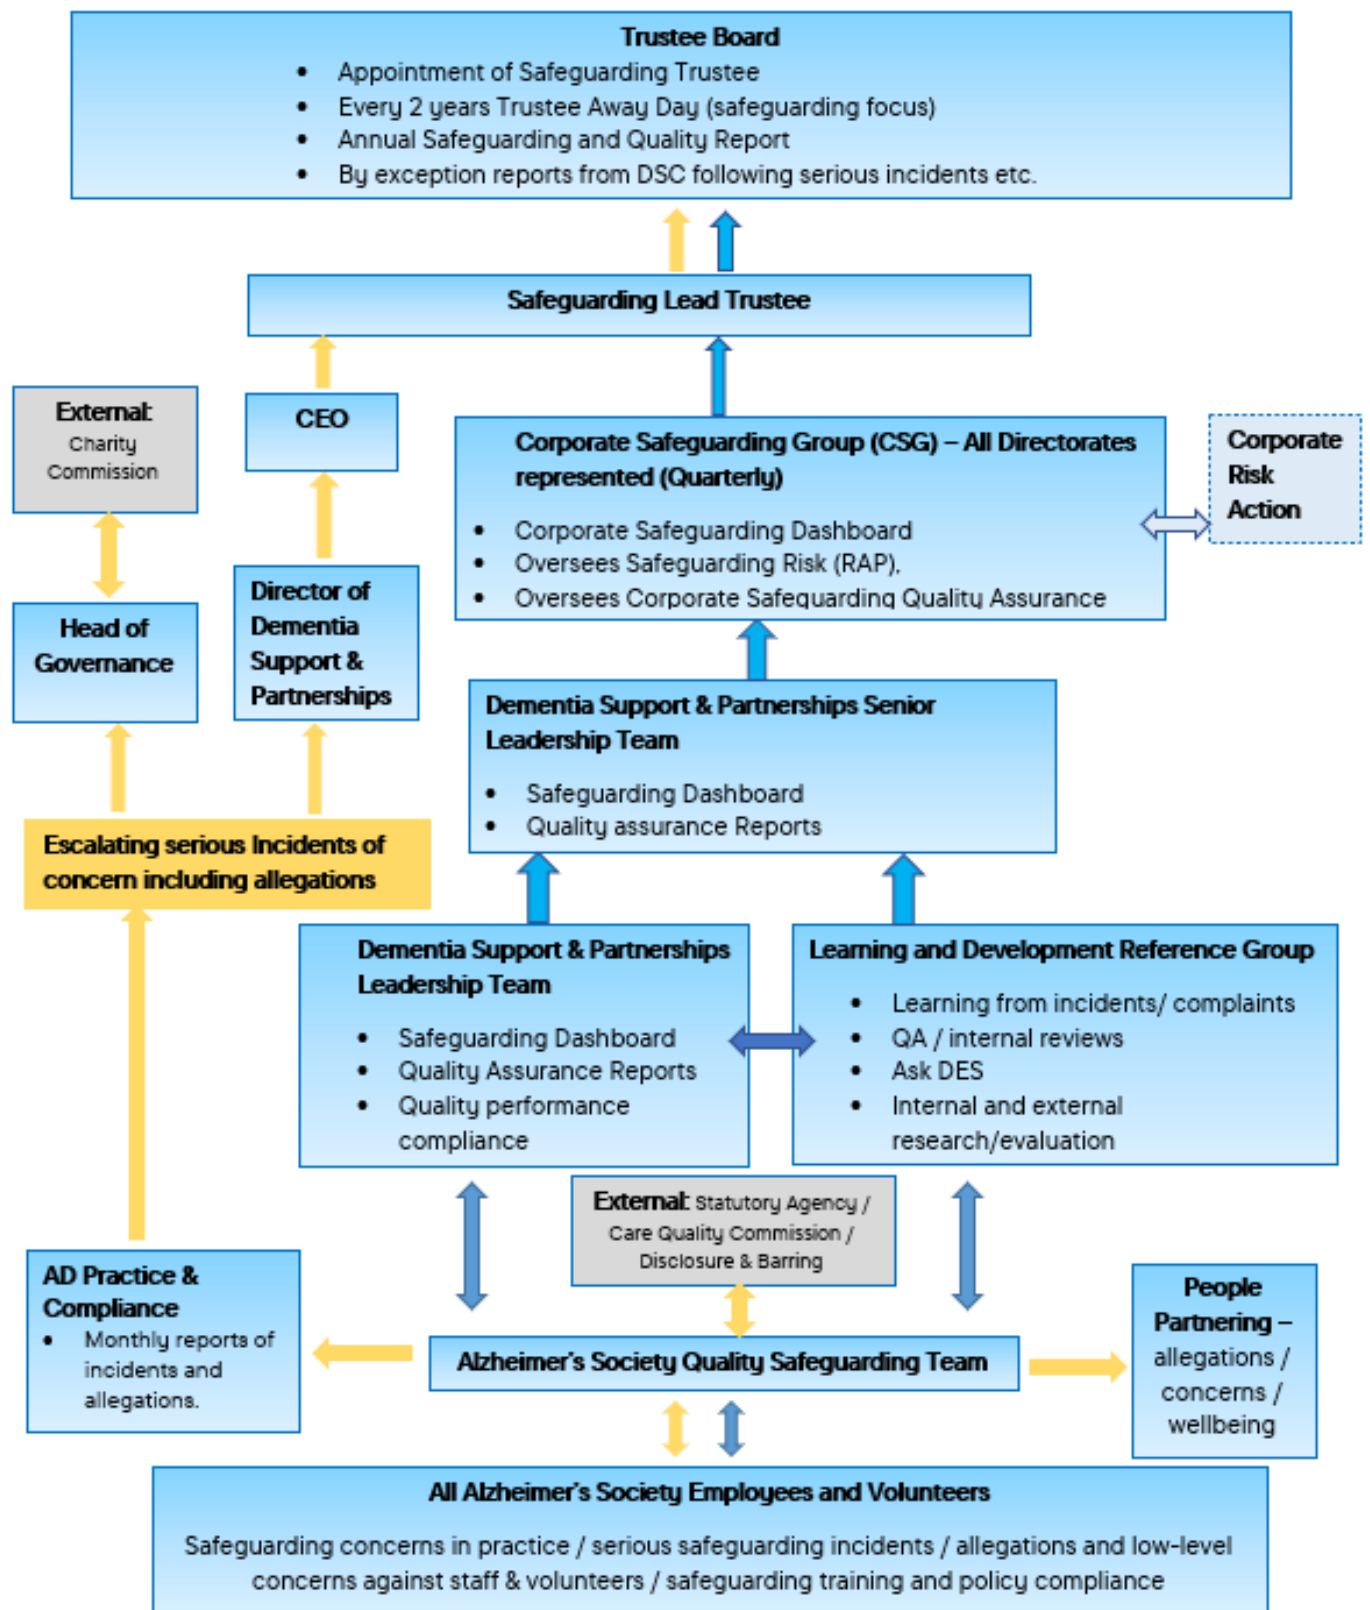 Trustee Board
• Appointment of Safeguarding Trustee
• Every 2 years Trustee Away Day (safeguarding focus)
• Annual Safeguarding and Quality Report
• By exception reports from DSC following serious incidents etc.
Safeguarding Lead Trustee
External:
Charity
Commission
CEO
Corporate Safeguarding Group (CSG) – All Directorates
represented (Quarterly)
• Corporate Safeguarding Dashboard
• Oversees Safeguarding Risk (RAP),
• Oversees Corporate Safeguarding Quality Assurance
Corporate
Risk
Action
Head of
Governance
Director of
Dementia
Support &
Partnerships
Dementia Support & Partnerships Senior
Leadership Team
• Safeguarding Dashboard
• Quality assurance Reports
Escalating serious Incidents of
concern including allegations
Dementia Support & Partnerships
Leadership Team
• Safeguarding Dashboard
• Quality Assurance Reports
• Quality performance
compliance
Learning and Development Reference Group
• Learning from incidents/ complaints
• QA / internal reviews
• Ask DES
• Internal and external
research/evaluation
External: Statutory Agency /
Care Quality Commission /
Disclosure & Barring
AD Practice &
Compliance
• Monthly reports of
incidents and
allegations.
Alzheimer's Society Quality Safeguarding Team
People
Partnering –
allegations /
concerns /
wellbeing
All Alzheimer's Society Employees and Volunteers
Safeguarding concerns in practice / serious safeguarding incidents / allegations and low-level
concerns against staff & volunteers / safeguarding training and policy compliance